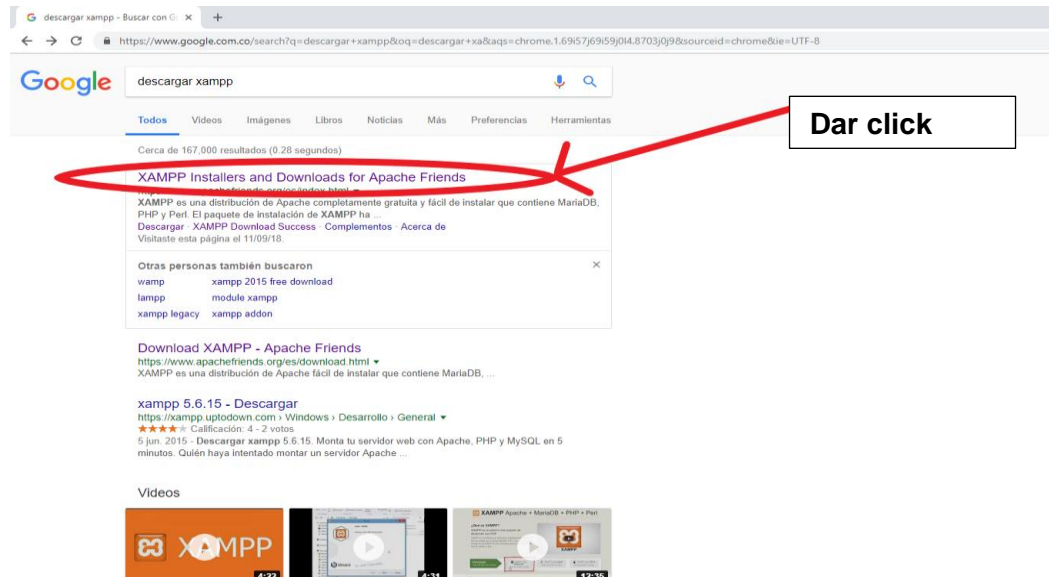 descargar xampp - Buscar con G
https://www.google.com.co/search?q=descargar+xampp&oq=descargar+xa&aqs=chrome.1.69i57j69i59j0l4.8703j0j9&sourceid=chrome&ie=UTF-8
Google
descargar xampp
Todos Videos Imágenes Libros Noticias Más Preferencias Herramientas
Dar click
Cerca de 167,000 resultados (0.28 segundos)
XAMPP Installers and Downloads for Apache Friends
XAMPP es una distribución de Apache completamente gratuita y fácil de instalar que contiene MariaDB,
PHP y Perl. El paquete de instalación de XAMPP ha ...
Descargar · XAMPP Download Success · Complementos · Acerca de
Visitaste esta página el 11/09/18.
Otras personas también buscaron
wamp xampp 2015 free download
lampp module xampp
xampp legacy xampp addon
Download XAMPP - Apache Friends
https://www.apachefriends.org/es/download.html
XAMPP es una distribución de Apache fácil de instalar que contiene MariaDB, ...
xampp 5.6.15 - Descargar
https://xampp.uptodown.com › Windows › Desarrollo › General
Calificación: 4 - 2 votos
5 jun. 2015 - Descargar xampp 5.6.15. Monta tu servidor web con Apache, PHP y MySQL en 5
minutos. Quién haya intentado montar un servidor Apache ...
Videos
XAMPP
XAMPP Apache + MariaDB + PHP + Perl
XAMPP
4:33
4:31
12:35